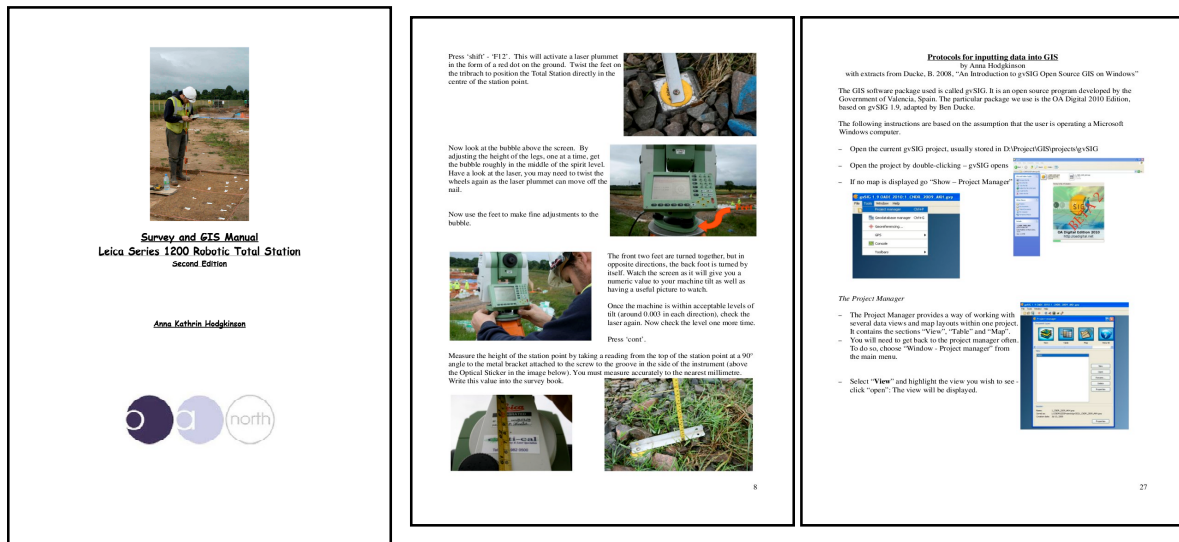 Survey and GIS Manual
Leica Series 1200 Robotic Total Station
Second Edition
Anna Kathrin Hodgkinson
oa north
Press ‘shift’ - ‘F12’. This will activate a laser plummet
in the form of a red dot on the ground. Twist the feet on
the tribrach to position the Total Station directly in the
centre of the station point.
Now look at the bubble above the screen. By
adjusting the height of the legs, one at a time, get
the bubble roughly in the middle of the spirit level.
Have a look at the laser, you may need to twist the
wheels again as the laser plummet can move off the
nail.
Now use the feet to make fine adjustments to the
bubble.
The front two feet are turned together, but in
opposite directions, the back foot is turned by
itself. Watch the screen as it will give you a
numeric value to your machine tilt as well as
having a useful picture to watch.
Once the machine is within acceptable levels of
tilt (around 0.003 in each direction), check the
laser again. Now check the level one more time.
Press ‘cont’.
Measure the height of the station point by taking a reading from the top of the station point at a 90°
angle to the metal bracket attached to the screw to the groove in the side of the instrument (above
the Optical Sticker in the image below). You must measure accurately to the nearest millimetre.
Write this value into the survey book.
8
Protocols for inputting data into GIS
by Anna Hodgkinson
with extracts from Ducke, B. 2008, “An Introduction to gvSIG Open Source GIS on Windows”
The GIS software package used is called gvSIG. It is an open source program developed by the
Government of Valencia, Spain. The particular package we use is the OA Digital 2010 Edition,
based on gvSIG 1.9, adapted by Ben Ducke.
The following instructions are based on the assumption that the user is operating a Microsoft
Windows computer.
– Open the current gvSIG project, usually stored in D:\Project\GIS\projects/gvSIG
– Open the project by double-clicking – gvSIG opens
– If no map is displayed go “Show – Project Manager”
Window Help
Project manager
Geodatabase manager
Georeferencing...
GPS
Console
Toolbars
OA Digital Edition 2010
http://oadigital.net
The Project Manager
– The Project Manager provides a way of working with
several data views and map layouts within one project.
It contains the sections “View”, “Table” and “Map”.
– You will need to get back to the project manager often.
To do so, choose “Window - Project manager” from
the main menu.
– Select “View” and highlight the view you wish to see -
click “open”: The view will be displayed.
27